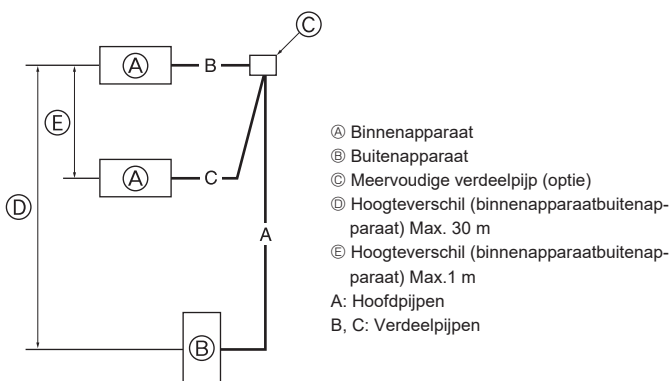 Ⓒ
Ⓐ B
Ⓔ
Ⓐ C
Ⓓ
A
Ⓑ
Ⓐ Binnenapparaat
Ⓑ Buitenapparaat
Ⓒ Meervoudige verdeelpijp (optie)
Ⓓ Hoogteverschil (binnenapparaatbuitenap-
paraat) Max. 30 m
Ⓔ Hoogteverschil (binnenapparaatbuitenap-
paraat) Max.1 m
A: Hoofdpijpen
B, C: Verdeelpijpen